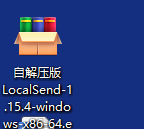 自解压版
LocalSend-1
.15.4-windo
ws-x86-64.e